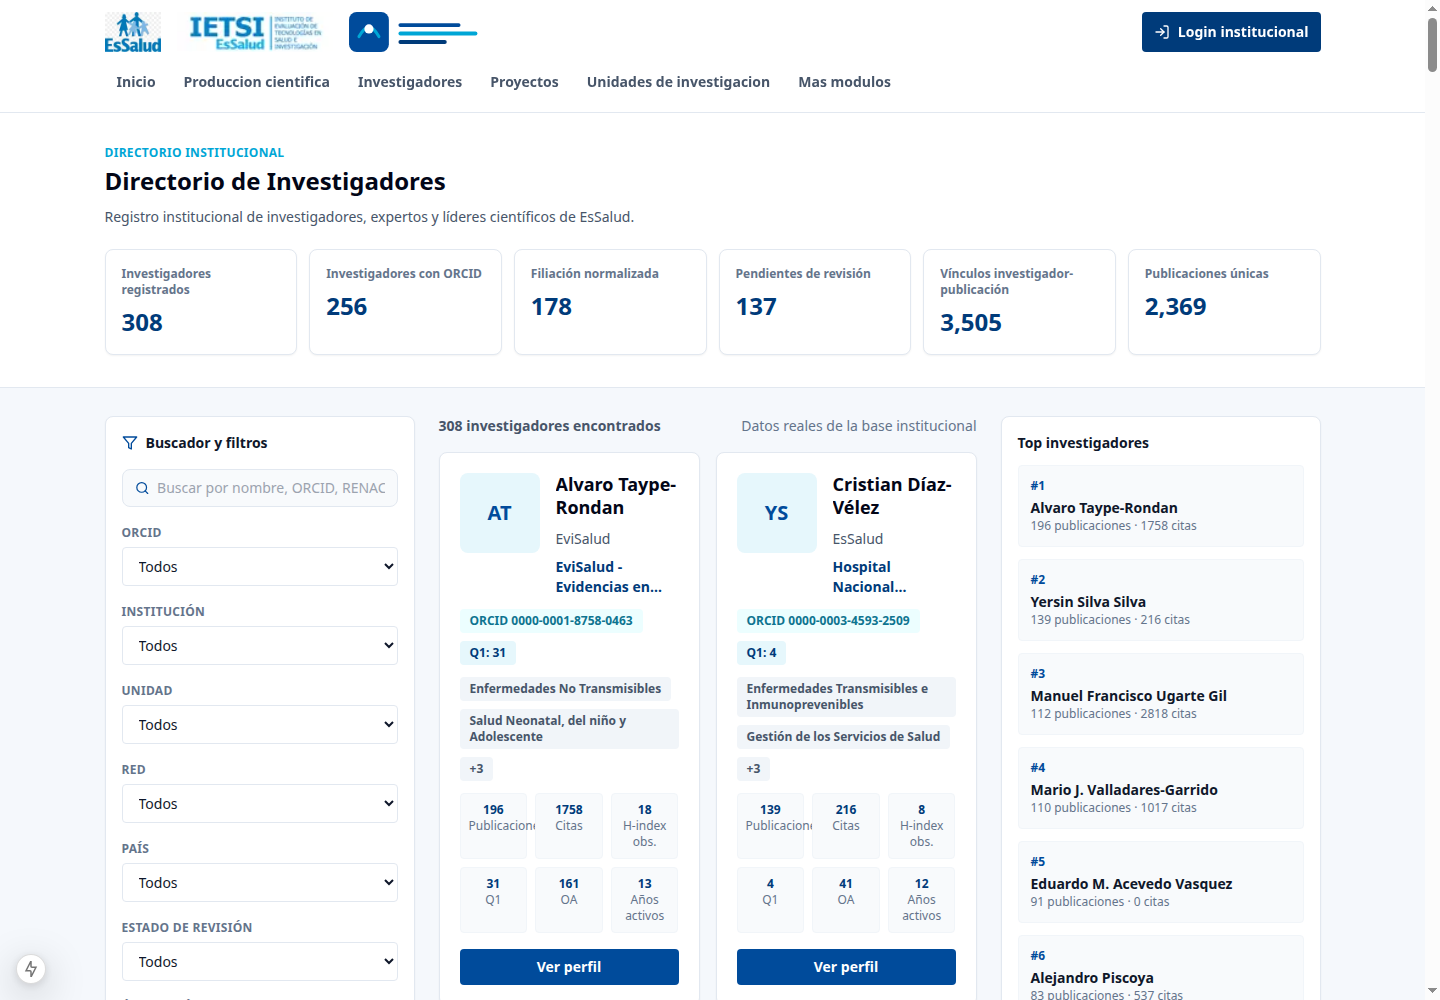 EsSalud
IETSI
EsSalud
INSTITUTO DE
EVALUACIÓN DE
TECNOLOGÍAS EN
SALUD E
INVESTIGACIÓN
Login institucional
Inicio
Produccion cientifica
Investigadores
Proyectos
Unidades de investigacion
Mas modulos
DIRECTORIO INSTITUCIONAL
Directorio de Investigadores
Registro institucional de investigadores, expertos y líderes científicos de EsSalud.
Investigadores
registrados
308
Investigadores con ORCID
256
Filiación normalizada
178
Pendientes de revisión
137
Vínculos investigador-
publicación
3,505
Publicaciones únicas
2,369
Buscador y filtros
Buscar por nombre, ORCID, RENAC
ORCID
Todos
INSTITUCIÓN
Todos
UNIDAD
Todos
RED
Todos
PAÍS
Todos
ESTADO DE REVISIÓN
Todos
308 investigadores encontrados
Datos reales de la base institucional
AT
Alvaro Taype-
Rondan
EviSalud
EviSalud -
Evidencias en...
ORCID 0000-0001-8758-0463
Q1: 31
Enfermedades No Transmisibles
Salud Neonatal, del niño y
Adolescente
+3
196
Publicacione
1758
Citas
18
H-index
obs.
31
Q1
161
OA
13
Años
activos
Ver perfil
YS
Cristian Díaz-
Vélez
EsSalud
Hospital
Nacional...
ORCID 0000-0003-4593-2509
Q1: 4
Enfermedades Transmisibles e
Inmunoprevenibles
Gestión de los Servicios de Salud
+3
139
Publicacione
216
Citas
8
H-index
obs.
4
Q1
41
OA
12
Años
activos
Ver perfil
Top investigadores
#1
Alvaro Taype-Rondan
196 publicaciones · 1758 citas
#2
Yersin Silva Silva
139 publicaciones · 216 citas
#3
Manuel Francisco Ugarte Gil
112 publicaciones · 2818 citas
#4
Mario J. Valladares-Garrido
110 publicaciones · 1017 citas
#5
Eduardo M. Acevedo Vasquez
91 publicaciones · 0 citas
#6
Alejandro Piscoya
83 publicaciones · 537 citas